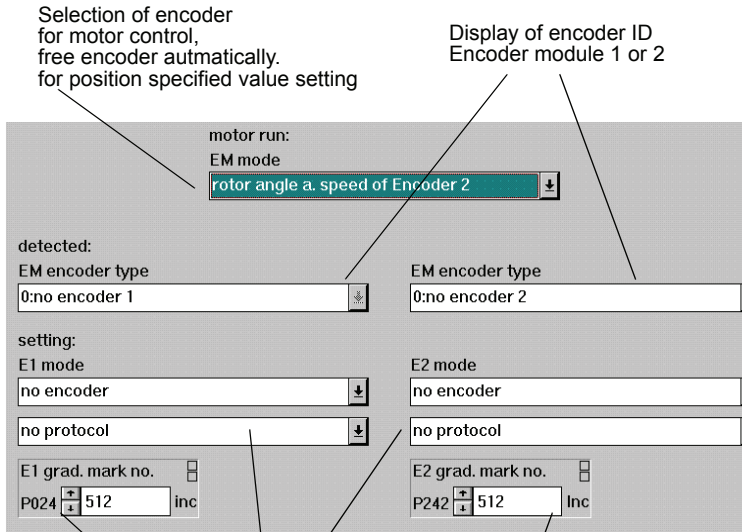 Selection of encoder
for motor control,
free encoder autmatically.
for position specified value setting
Display of encoder ID
Encoder module 1 or 2
motor run:
EM mode
rotor angle a. speed of Encoder 2
detected:
EM encoder type
EM encoder type
0:no encoder 1
0:no encoder 2
setting:
E1 mode
E2 mode
no encoder
no encoder
no protocol
no protocol
E1 grad. mark no.
E2 grad. mark no.
P024 512 inc
P242 512 Inc